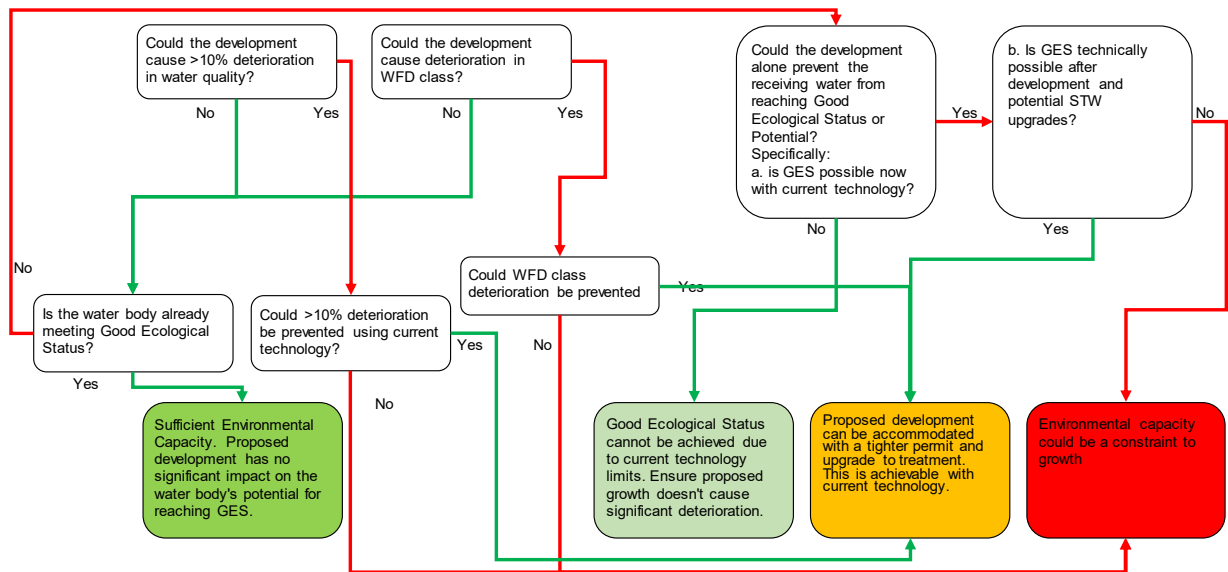 Could the development
cause >10% deterioration
in water quality?
Could the development
cause deterioration in
WFD class?
Could the development
alone prevent the
receiving water from
reaching Good
Ecological Status or
Potential?
Specifically:
a. is GES possible now
with current technology?
b. Is GES technically
possible after
development and
potential STW
upgrades?
No
Yes
No
Yes
Yes
No
No
Yes
No
Could WFD class
deterioration be prevented
Yes
Is the water body already
meeting Good Ecological
Status?
Could >10% deterioration
be prevented using current
technology?
Yes
No
Yes
No
Sufficient Environmental
Capacity. Proposed
development has no
significant impact on the
water body's potential for
reaching GES.
Good Ecological Status
cannot be achieved due
to current technology
limits. Ensure proposed
growth doesn't cause
significant deterioration.
Proposed development
can be accommodated
with a tighter permit and
upgrade to treatment.
This is achievable with
current technology.
Environmental capacity
could be a constraint to
growth